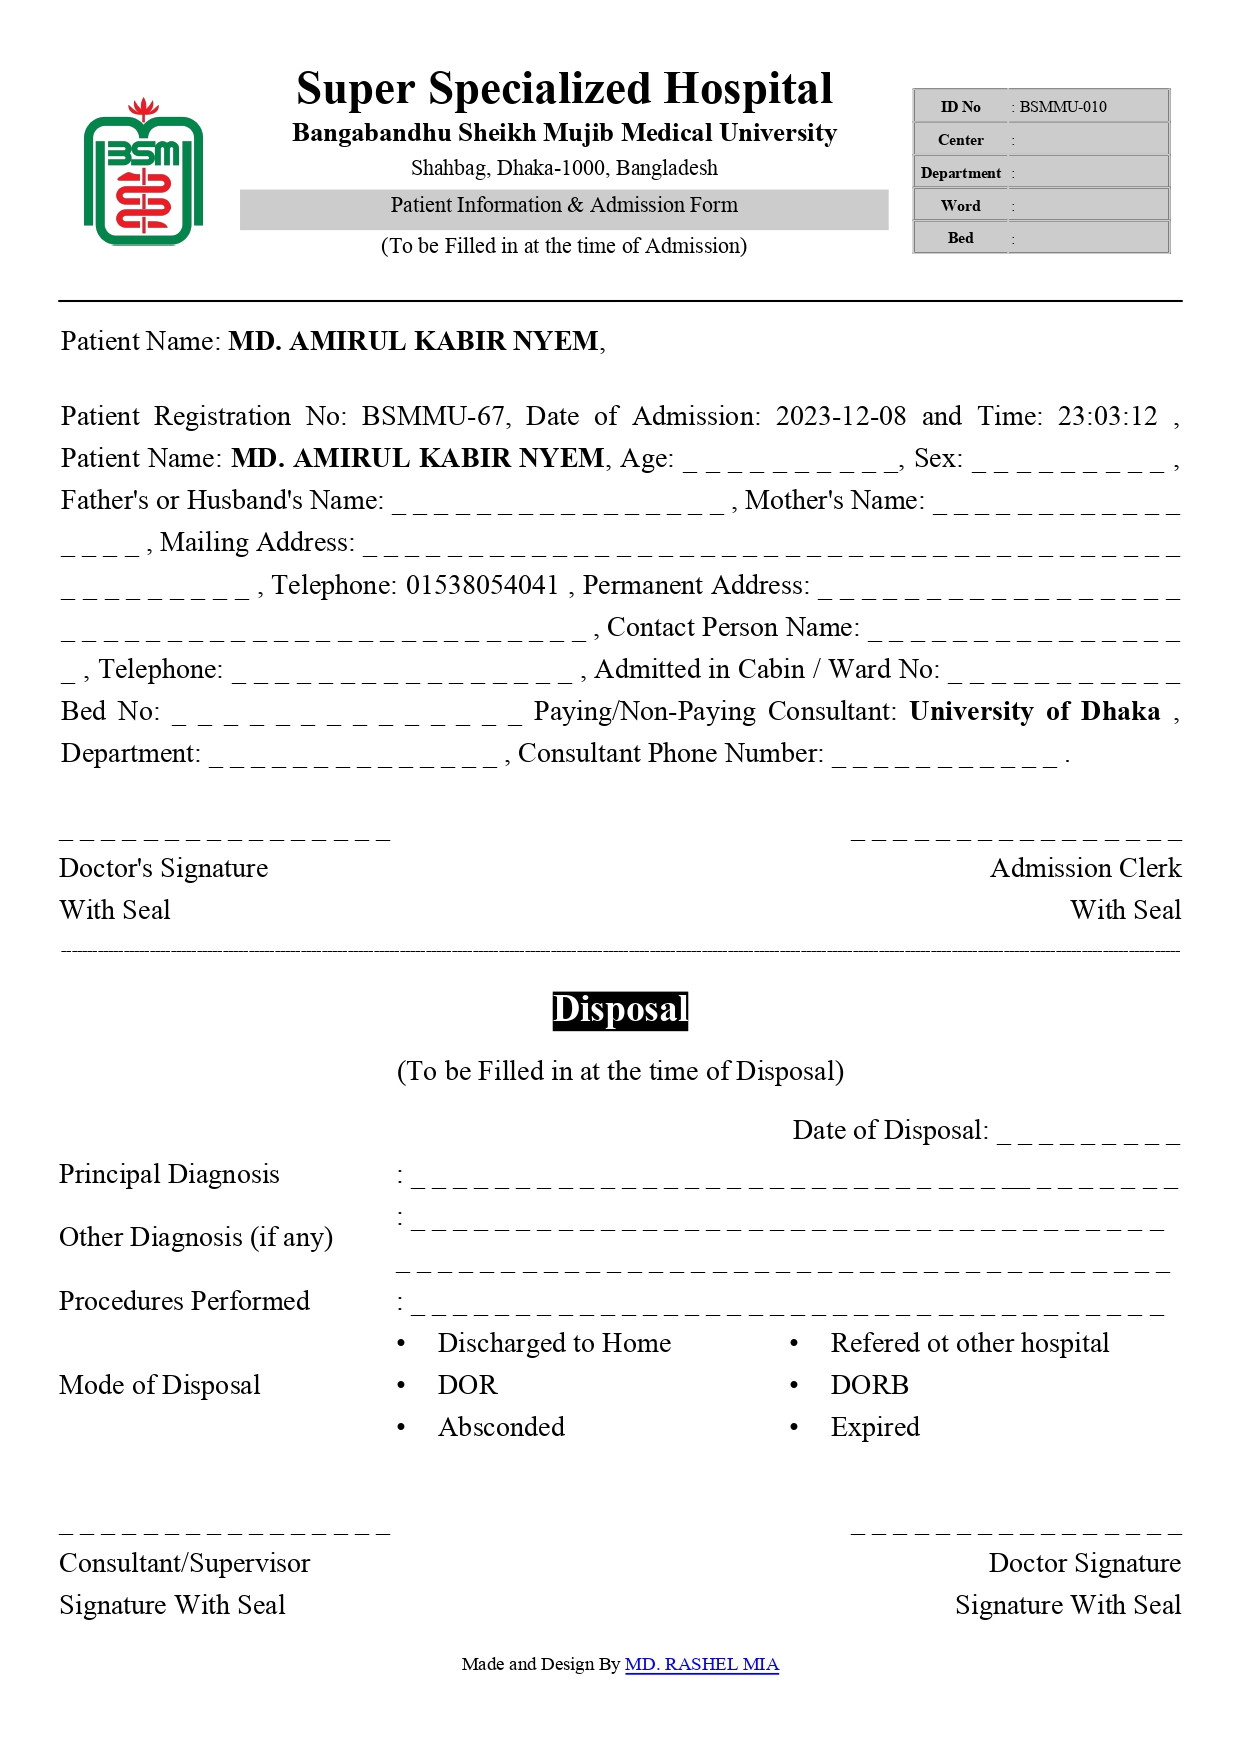 Super Specialized Hospital
Bangabandhu Sheikh Mujib Medical University
Shahbag, Dhaka-1000, Bangladesh
Patient Information & Admission Form
(To be Filled in at the time of Admission)
BSM
ID No : BSMMU-010
Center :
Department :
Word :
Bed :
Patient Name: MD. AMIRUL KABIR NYEM,
Patient Registration No: BSMMU-67, Date of Admission: 2023-12-08 and Time: 23:03:12 ,
Patient Name: MD. AMIRUL KABIR NYEM, Age: _ _ _ _ _ _ _ _ _ _, Sex: _ _ _ _ _ _ _ _ _ ,
Father's or Husband's Name: _ _ _ _ _ _ _ _ _ _ _ _ _ _ _ _ , Mother's Name: _ _ _ _ _ _ _ _ _ _ _ _
_ _ _ _ , Mailing Address: _ _ _ _ _ _ _ _ _ _ _ _ _ _ _ _ _ _ _ _ _ _ _ _ _ _ _ _ _ _ _ _ _ _ _ _ _ _ _
_ _ _ _ _ _ _ _ _ , Telephone: 01538054041 , Permanent Address: _ _ _ _ _ _ _ _ _ _ _ _ _ _ _ _ _
_ _ _ _ _ _ _ _ _ _ _ _ _ _ _ _ _ _ _ _ _ _ _ _ _ , Contact Person Name: _ _ _ _ _ _ _ _ _ _ _ _ _ _ _
_ , Telephone: _ _ _ _ _ _ _ _ _ _ _ _ _ _ _ _ , Admitted in Cabin / Ward No: _ _ _ _ _ _ _ _ _ _ _
Bed No: _ _ _ _ _ _ _ _ _ _ _ _ _ _ Paying/Non-Paying Consultant: University of Dhaka ,
Department: _ _ _ _ _ _ _ _ _ _ _ _ _ _ , Consultant Phone Number: _ _ _ _ _ _ _ _ _ _ _ .
_ _ _ _ _ _ _ _ _ _ _ _ _ _ _ _ _ _ _ _ _ _ _ _ _ _ _ _ _ _ _ _
Doctor's Signature Admission Clerk
With Seal With Seal
Disposal
(To be Filled in at the time of Disposal)
Date of Disposal: _ _ _ _ _ _ _ _ _
Principal Diagnosis : _ _ _ _ _ _ _ _ _ _ _ _ _ _ _ _ _ _ _ _ _ _ _ _ _ _ _ _ __ _ _ _ _ _ _ _
: _ _ _ _ _ _ _ _ _ _ _ _ _ _ _ _ _ _ _ _ _ _ _ _ _ _ _ _ _ _ _ _ _ _ _ _
Other Diagnosis (if any)
_ _ _ _ _ _ _ _ _ _ _ _ _ _ _ _ _ _ _ _ _ _ _ _ _ _ _ _ _ _ _ _ _ _ _ _ _
Procedures Performed : _ _ _ _ _ _ _ _ _ _ _ _ _ _ _ _ _ _ _ _ _ _ _ _ _ _ _ _ _ _ _ _ _ _ _ _
• Discharged to Home • Refered ot other hospital
Mode of Disposal • DOR • DORB
• Absconded • Expired
_ _ _ _ _ _ _ _ _ _ _ _ _ _ _ _ _ _ _ _ _ _ _ _ _ _ _ _ _ _ _ _
Consultant/Supervisor Doctor Signature
Signature With Seal Signature With Seal
Made and Design By MD. RASHEL MIA